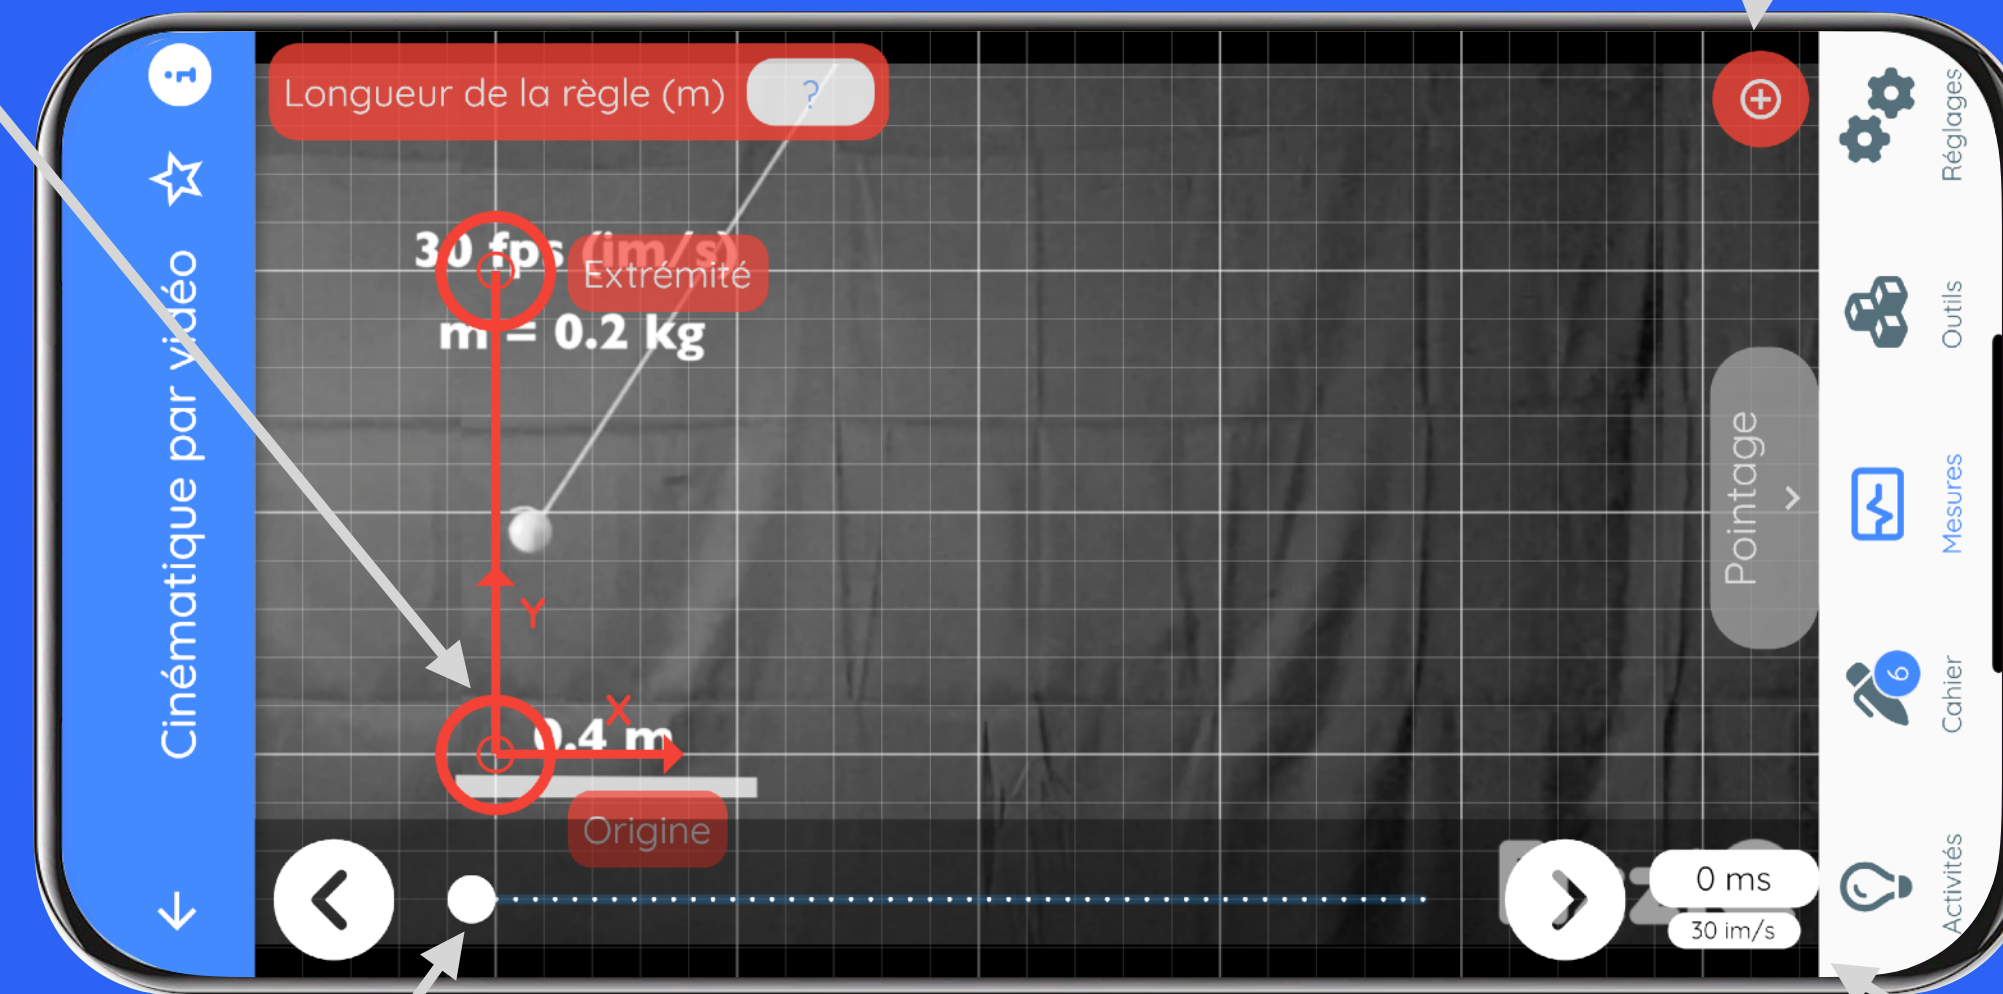 Cinématique par vidéo
Longueur de la règle (m) ?
30 fps (im/s)
Extrémité
m = 0.2 kg
Y
X
0.4 m
Origine
Pointage
0 ms
30 im/s
Réglages
Outils
Mesures
6
Cahier
Activités